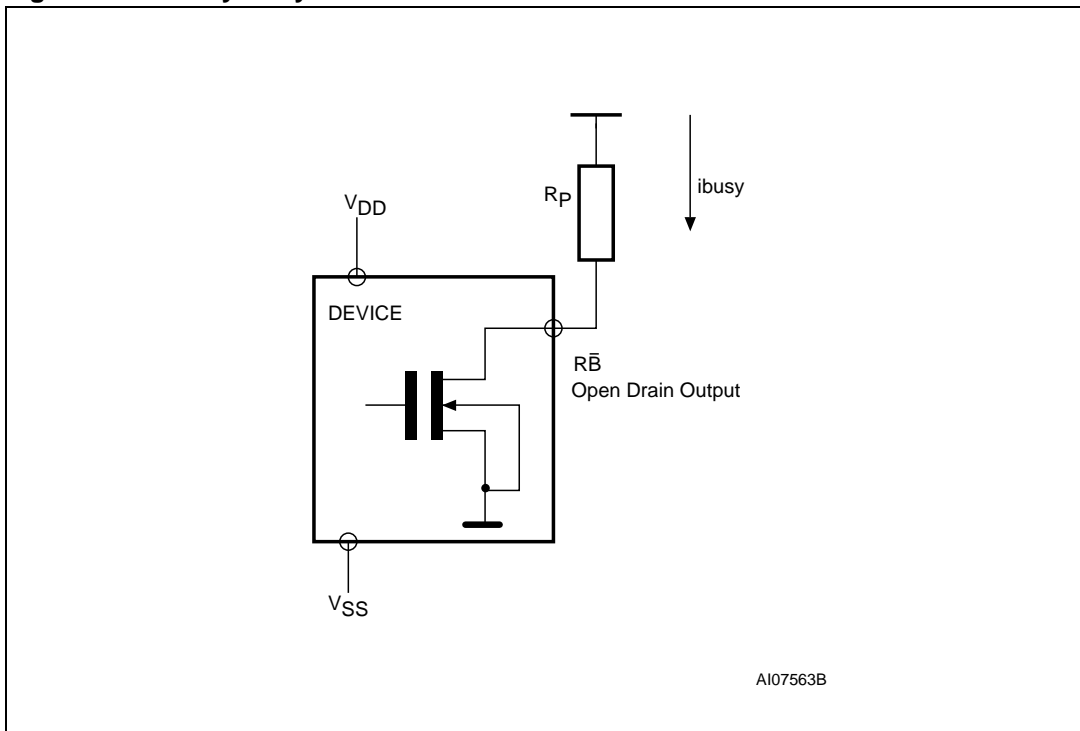 RP
ibusy
VDD
DEVICE
RB̄
Open Drain Output
VSS
AI07563B